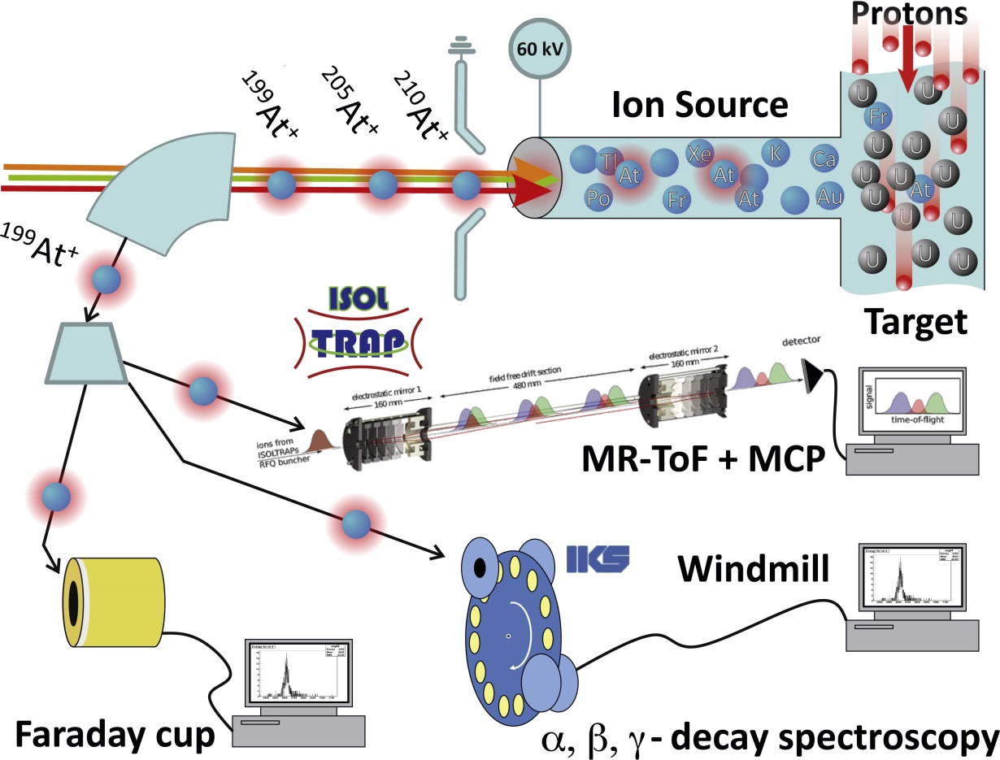 Protons
60 kV
199At+
205At+
210At+
Ion Source
Tl
At
Xe
At
K
Ca
Po
Fr
At
Au
U
U
Fr
U
U
U
U
U
U
U
At
U
U
U
U
U
199At+
Target
ISOL
TRAP
detector
electrostatic mirror 2
160 mm
field free drift section
480 mm
electrostatic mirror 1
160 mm
ions from
ISOLTRAPs
RFQ buncher
signal
time-of-flight
MR-ToF + MCP
IKS
Windmill
Faraday cup
α, β, γ - decay spectroscopy